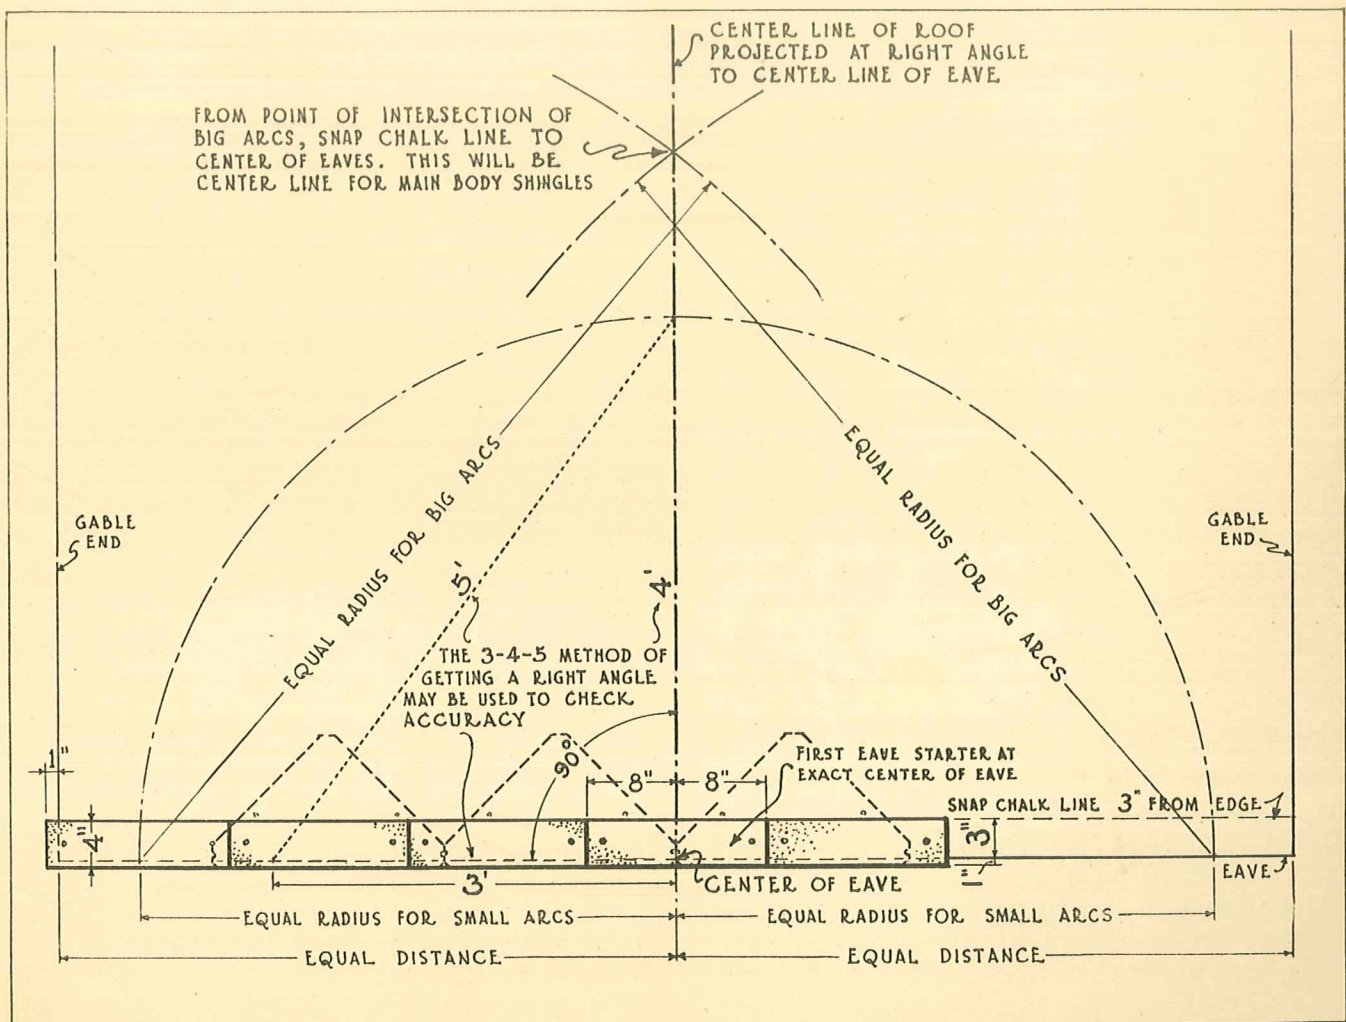 CENTER LINE OF ROOF
PROJECTED AT RIGHT ANGLE
TO CENTER LINE OF EAVE
FROM POINT OF INTERSECTION OF
BIG ARCS, SNAP CHALK LINE TO
CENTER OF EAVES. THIS WILL BE
CENTER LINE FOR MAIN BODY SHINGLES
EQUAL RADIUS FOR BIG ARCS
EQUAL RADIUS FOR BIG ARCS
GABLE
END
GABLE
END
5'
4'
THE 3-4-5 METHOD OF
GETTING A RIGHT ANGLE
MAY BE USED TO CHECK
ACCURACY
90°
1"
8"
8"
FIRST EAVE STARTER AT
EXACT CENTER OF EAVE
SNAP CHALK LINE 3" FROM EDGE
4"
3"
1"
EAVE
3'
CENTER OF EAVE
EQUAL RADIUS FOR SMALL ARCS
EQUAL RADIUS FOR SMALL ARCS
EQUAL DISTANCE
EQUAL DISTANCE